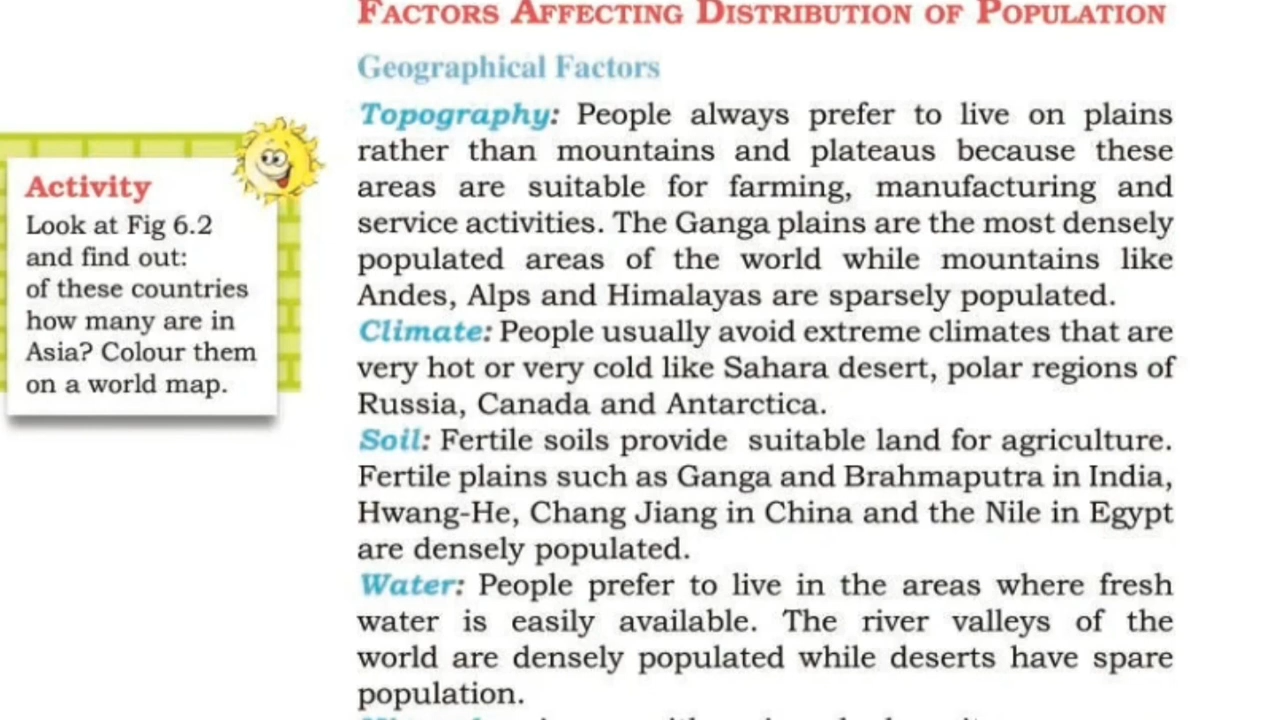 FACTORS AFFECTING DISTRIBUTION OF POPULATION
Geographical Factors
Topography: People always prefer to live on plains
rather than mountains and plateaus because these
areas are suitable for farming, manufacturing and
service activities. The Ganga plains are the most densely
populated areas of the world while mountains like
Andes, Alps and Himalayas are sparsely populated.
Climate: People usually avoid extreme climates that are
very hot or very cold like Sahara desert, polar regions of
Russia, Canada and Antarctica.
Soil: Fertile soils provide suitable land for agriculture.
Fertile plains such as Ganga and Brahmaputra in India,
Hwang-He, Chang Jiang in China and the Nile in Egypt
are densely populated.
Water: People prefer to live in the areas where fresh
water is easily available. The river valleys of the
world are densely populated while deserts have spare
population.
Activity
Look at Fig 6.2
and find out:
of these countries
how many are in
Asia? Colour them
on a world map.